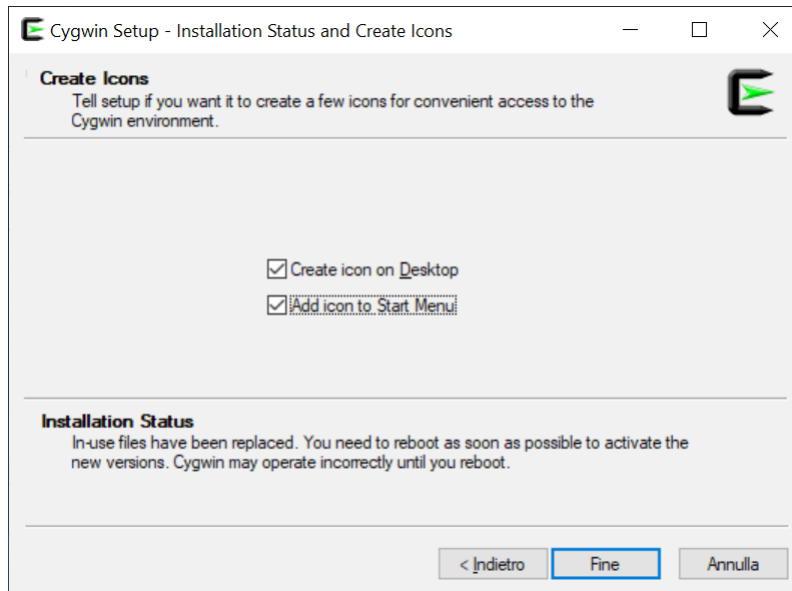 Cygwin Setup - Installation Status and Create Icons
Create Icons
Tell setup if you want it to create a few icons for convenient access to the
Cygwin environment.
Create icon on Desktop
Add icon to Start Menu
Installation Status
In-use files have been replaced. You need to reboot as soon as possible to activate the
new versions. Cygwin may operate incorrectly until you reboot.
< Indietro Fine Annulla